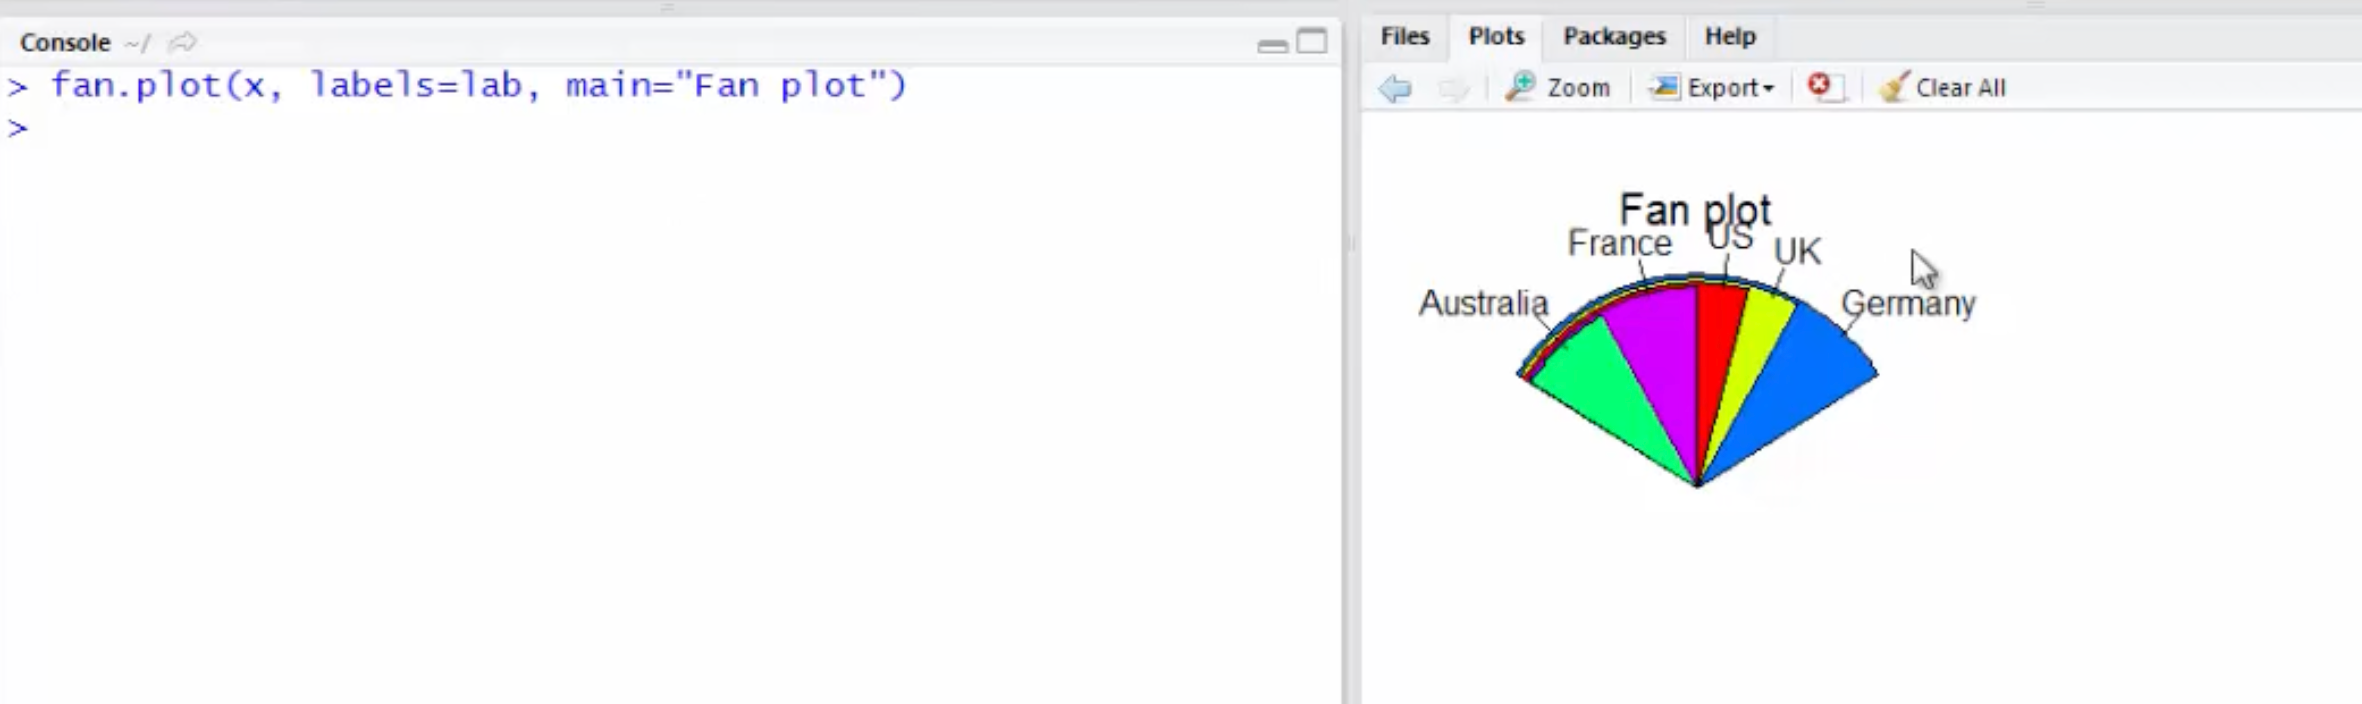 Console ~/
> fan.plot(x, labels=lab, main="Fan plot")
>
Files Plots Packages Help
Zoom Export Clear All
Fan plot
France US UK
Australia Germany